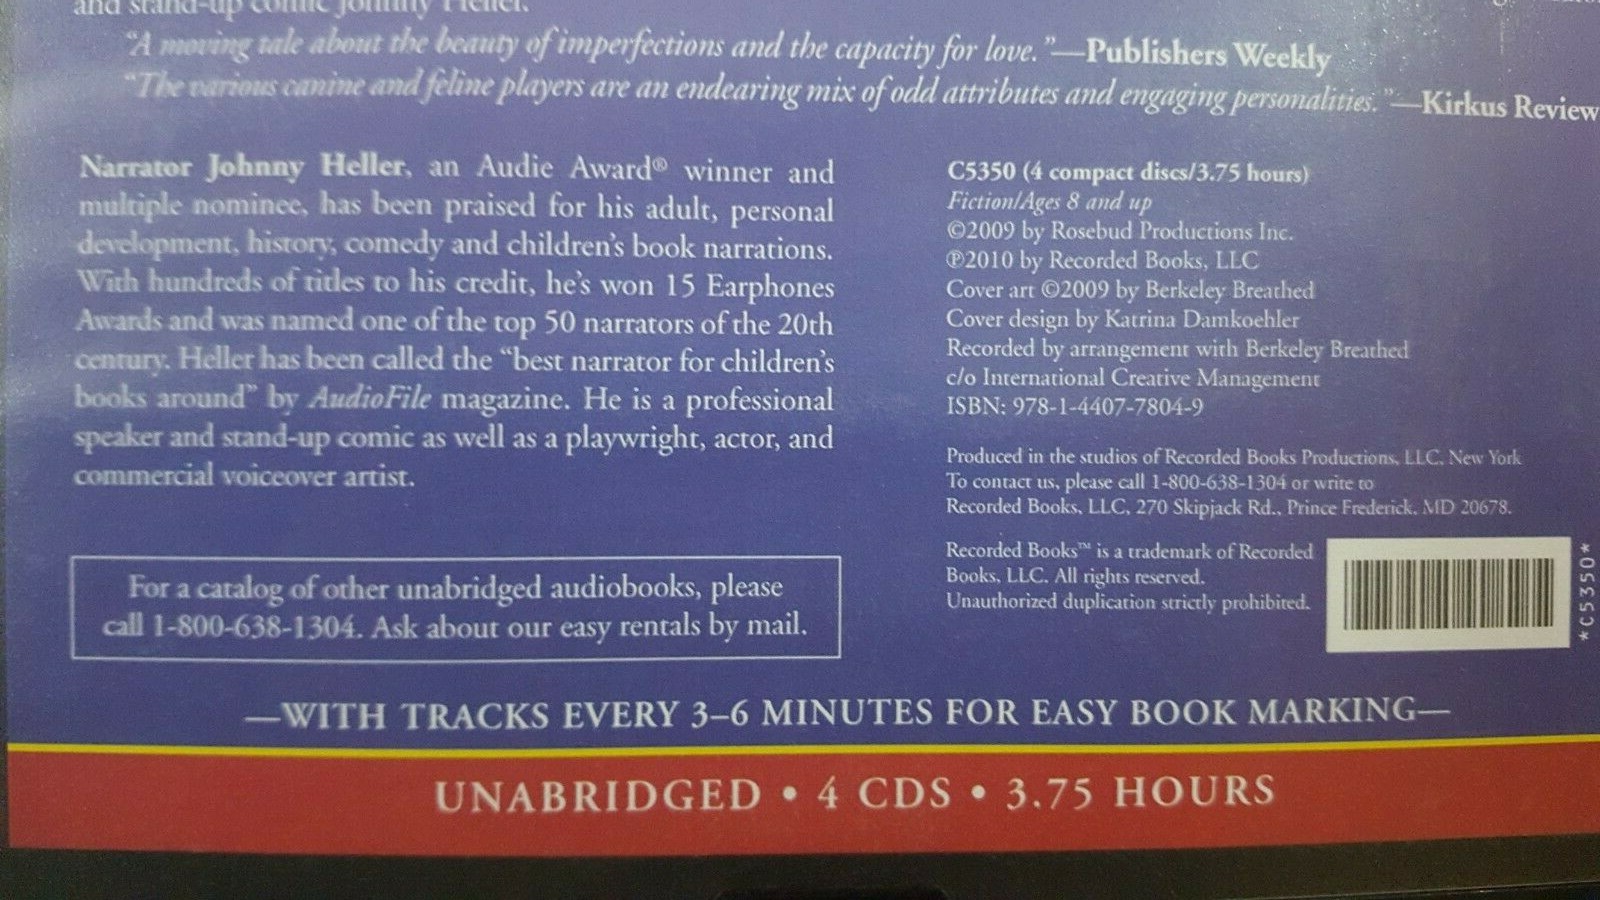 and stand-up comic Johnny Heller.
“A moving tale about the beauty of imperfections and the capacity for love.”—Publishers Weekly
“The various canine and feline players are an endearing mix of odd attributes and engaging personalities.”—Kirkus Review
Narrator Johnny Heller, an Audie Award® winner and
multiple nominee, has been praised for his adult, personal
development, history, comedy and children’s book narrations.
With hundreds of titles to his credit, he’s won 15 Earphones
Awards and was named one of the top 50 narrators of the 20th
century. Heller has been called the “best narrator for children’s
books around” by AudioFile magazine. He is a professional
speaker and stand-up comic as well as a playwright, actor, and
commercial voiceover artist.
For a catalog of other unabridged audiobooks, please
call 1-800-638-1304. Ask about our easy rentals by mail.
C5350 (4 compact discs/3.75 hours)
Fiction/Ages 8 and up
©2009 by Rosebud Productions Inc.
℗2010 by Recorded Books, LLC
Cover art ©2009 by Berkeley Breathed
Cover design by Katrina Damkoehler
Recorded by arrangement with Berkeley Breathed
c/o International Creative Management
ISBN: 978-1-4407-7804-9
Produced in the studios of Recorded Books Productions, LLC, New York
To contact us, please call 1-800-638-1304 or write to
Recorded Books, LLC, 270 Skipjack Rd., Prince Frederick, MD 20678.
Recorded Books™ is a trademark of Recorded
Books, LLC. All rights reserved.
Unauthorized duplication strictly prohibited.
*C5350*
—WITH TRACKS EVERY 3–6 MINUTES FOR EASY BOOK MARKING—
UNABRIDGED • 4 CDS • 3.75 HOURS